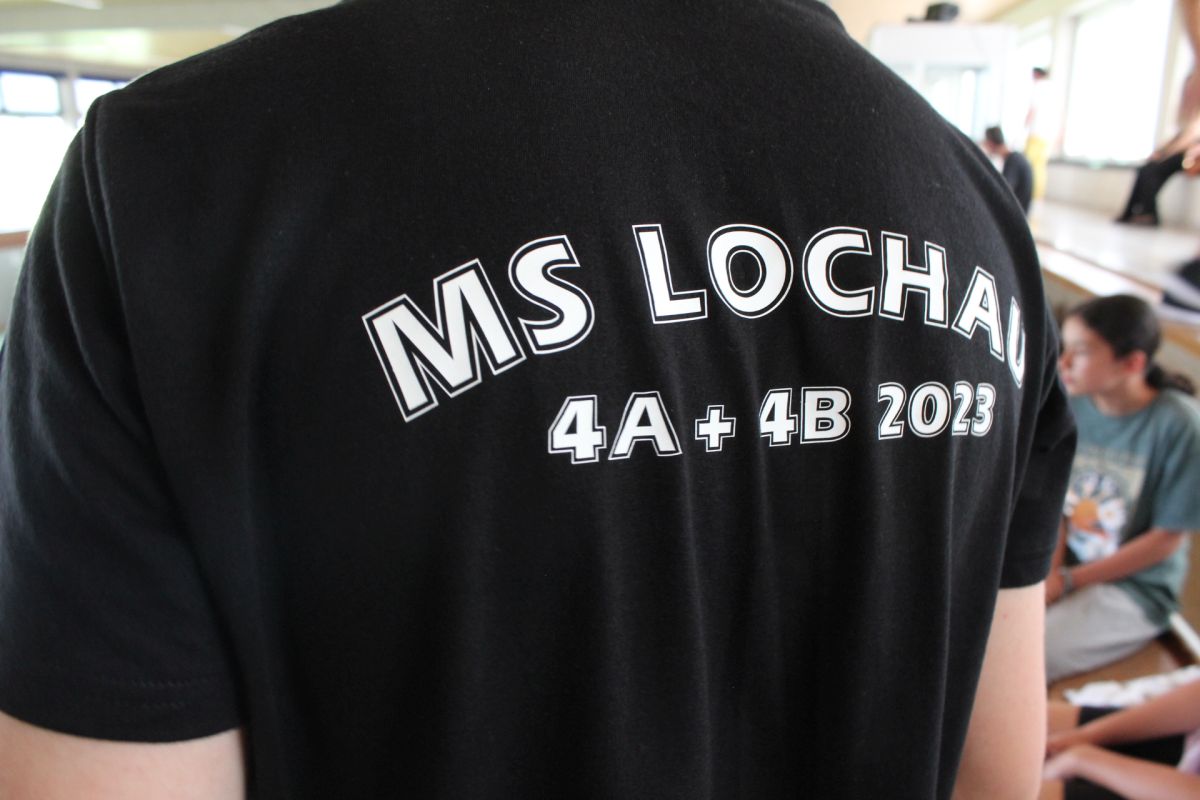 MS LOCHAU
4A + 4B 2023